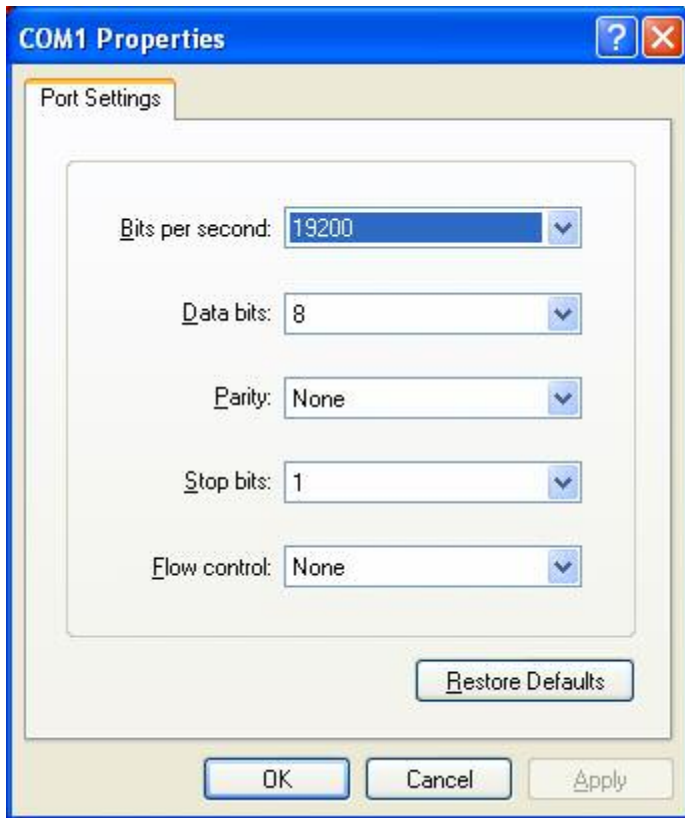 COM1 Properties
?
Port Settings
Bits per second: 19200
Data bits: 8
Parity: None
Stop bits: 1
Flow control: None
Restore Defaults
OK Cancel Apply